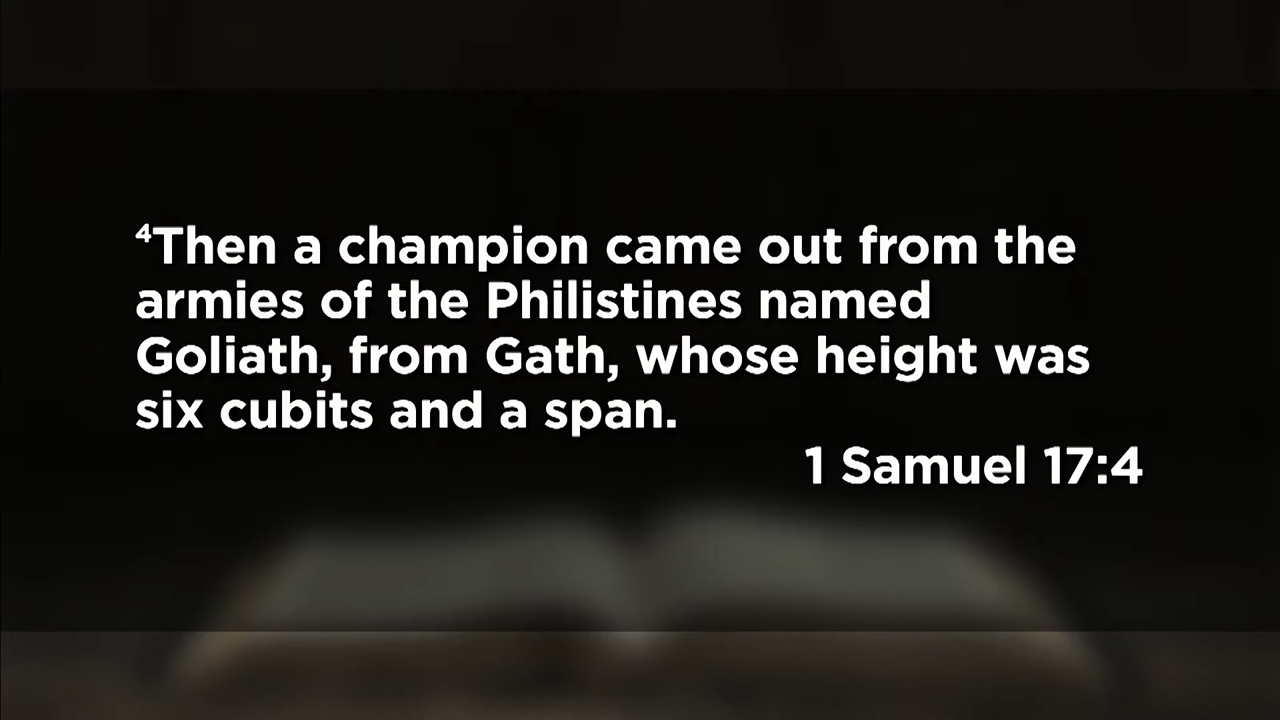 ⁴Then a champion came out from the
armies of the Philistines named
Goliath, from Gath, whose height was
six cubits and a span.
1 Samuel 17:4